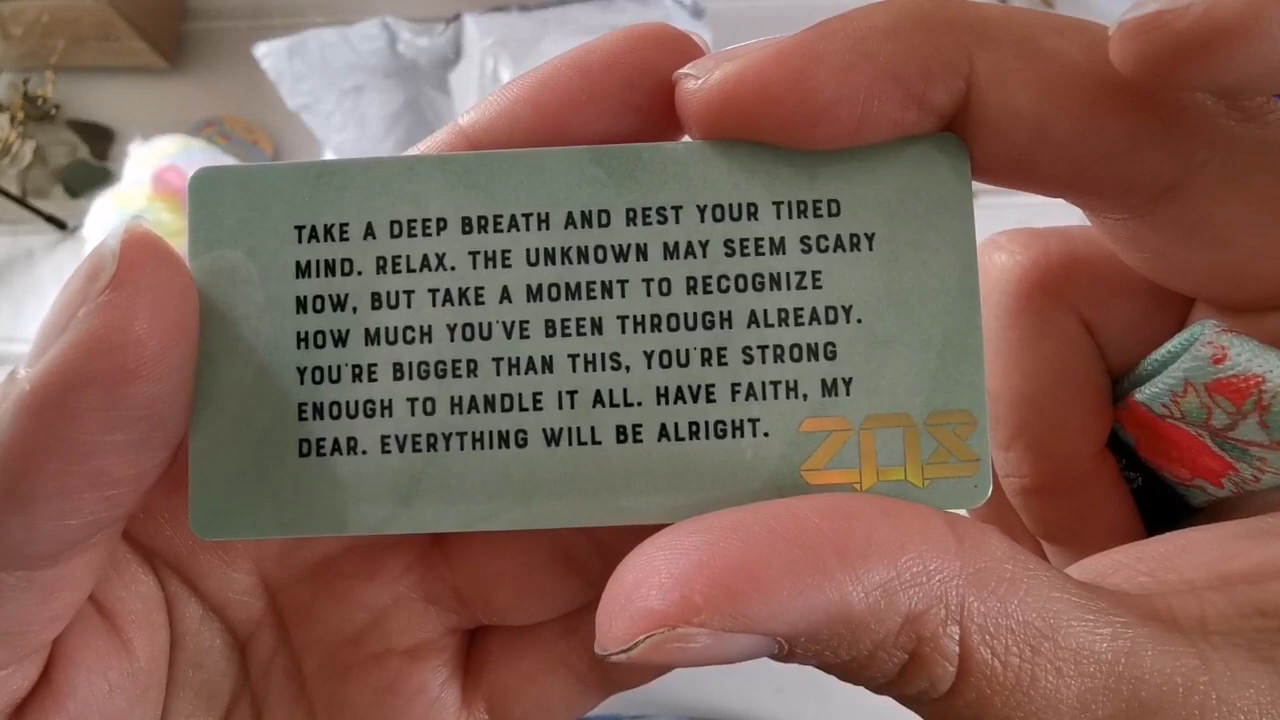 TAKE A DEEP BREATH AND REST YOUR TIRED
MIND. RELAX. THE UNKNOWN MAY SEEM SCARY
NOW, BUT TAKE A MOMENT TO RECOGNIZE
HOW MUCH YOU'VE BEEN THROUGH ALREADY.
YOU'RE BIGGER THAN THIS, YOU'RE STRONG
ENOUGH TO HANDLE IT ALL. HAVE FAITH, MY
DEAR. EVERYTHING WILL BE ALRIGHT.